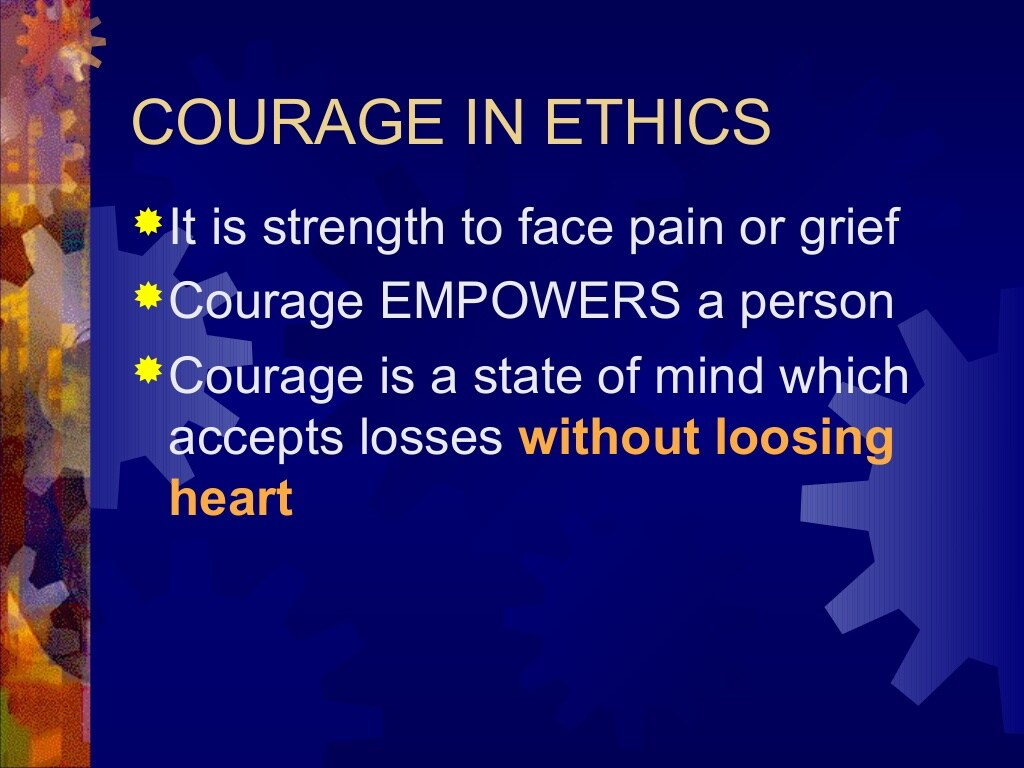 COURAGE IN ETHICS
It is strength to face pain or grief
Courage EMPOWERS a person
Courage is a state of mind which
accepts losses without loosing
heart